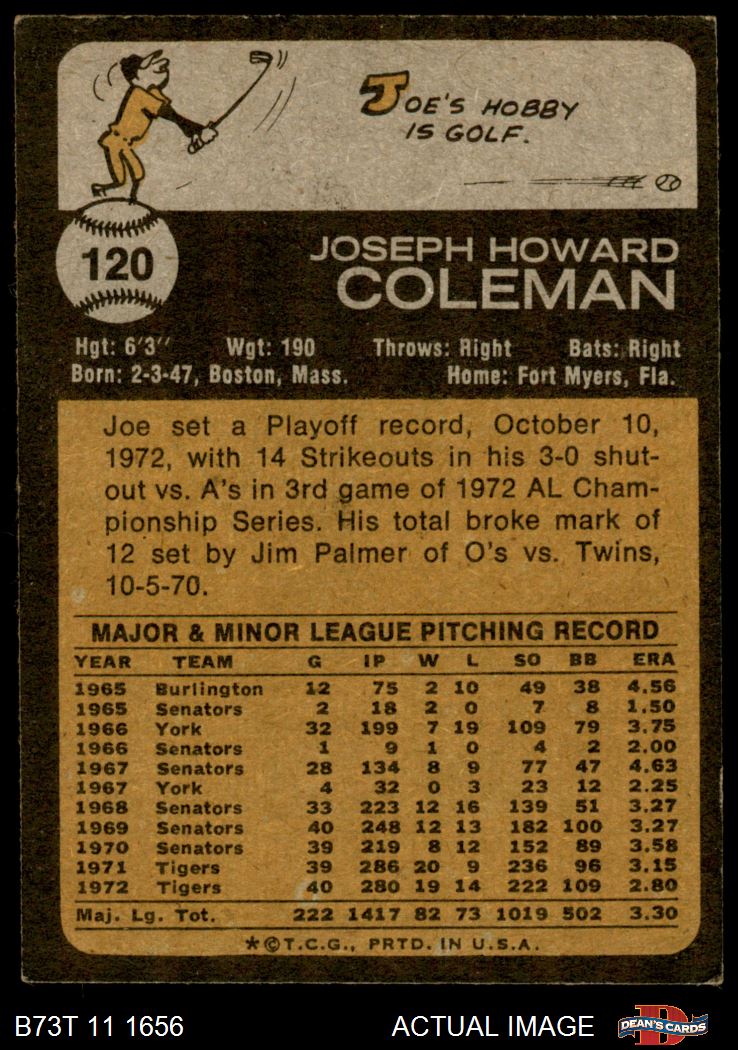 JOE'S HOBBY
IS GOLF.
120
JOSEPH HOWARD
COLEMAN
Hgt: 6'3" Wgt: 190 Throws: Right Bats: Right
Born: 2-3-47, Boston, Mass. Home: Fort Myers, Fla.
Joe set a Playoff record, October 10,
1972, with 14 Strikeouts in his 3-0 shut-
out vs. A's in 3rd game of 1972 AL Cham-
pionship Series. His total broke mark of
12 set by Jim Palmer of O's vs. Twins,
10-5-70.
MAJOR & MINOR LEAGUE PITCHING RECORD
YEAR TEAM G IP W L SO BB ERA
1965 Burlington 12 75 2 10 49 38 4.56
1965 Senators 2 18 2 0 7 8 1.50
1966 York 32 199 7 19 109 79 3.75
1966 Senators 1 9 1 0 4 2 2.00
1967 Senators 28 134 8 9 77 47 4.63
1967 York 4 32 0 3 23 12 2.25
1968 Senators 33 223 12 16 139 51 3.27
1969 Senators 40 248 12 13 182 100 3.27
1970 Senators 39 219 8 12 152 89 3.58
1971 Tigers 39 286 20 9 236 96 3.15
1972 Tigers 40 280 19 14 222 109 2.80
Maj. Lg. Tot. 222 1417 82 73 1019 502 3.30
*©T.C.G., PRTD. IN U.S.A.
B73T 11 1656 ACTUAL IMAGE D DEAN'S CARDS